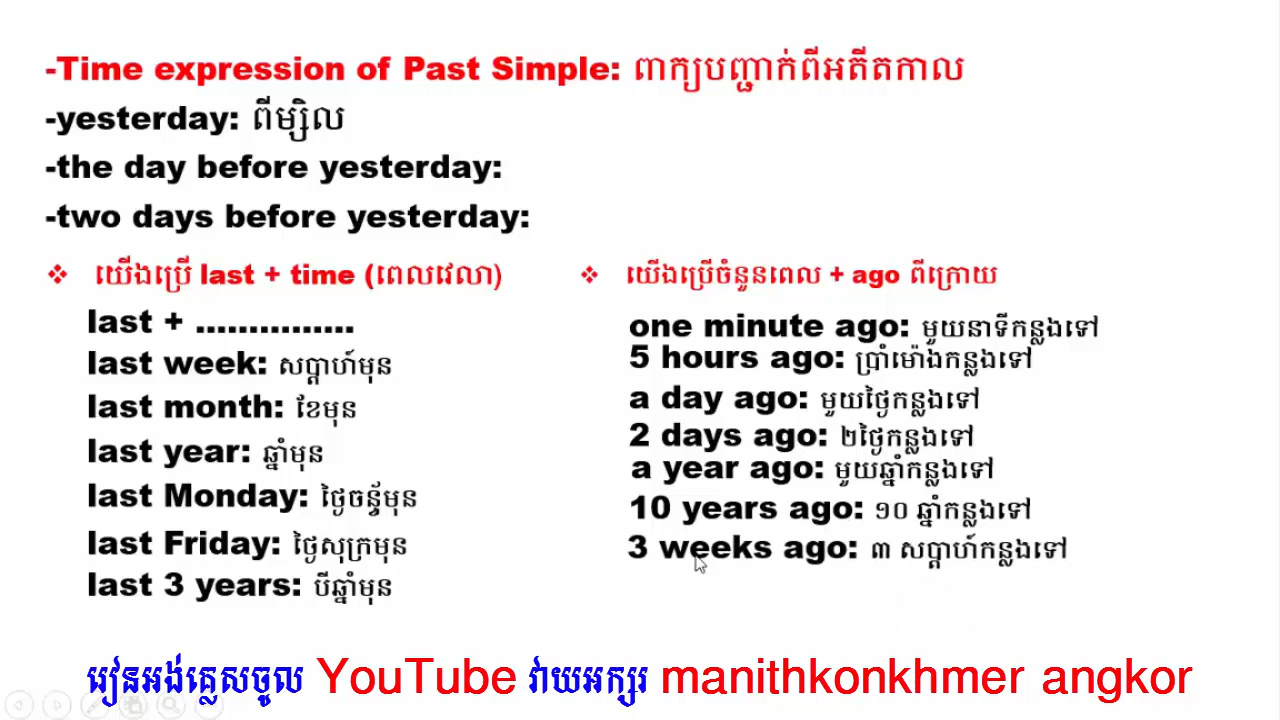 -Time expression of Past Simple: ពាក្យបញ្ជាក់ពីអតីតកាល
-yesterday: ពីម្សិល
-the day before yesterday:
-two days before yesterday:
❖ យើងប្រើ last + time (ពេលវេលា)
last + ...............
last week: សប្តាហ៍មុន
last month: ខែមុន
last year: ឆ្នាំមុន
last Monday: ថ្ងៃចន្ទ័មុន
last Friday: ថ្ងៃសុក្រមុន
last 3 years: បីឆ្នាំមុន
❖ យើងប្រើចំនួនពេល + ago ពីក្រោយ
one minute ago: មួយនាទីកន្លងទៅ
5 hours ago: ប្រាំម៉ោងកន្លងទៅ
a day ago: មួយថ្ងៃកន្លងទៅ
2 days ago: ២ថ្ងៃកន្លងទៅ
a year ago: មួយឆ្នាំកន្លងទៅ
10 years ago: ១០ ឆ្នាំកន្លងទៅ
3 weeks ago: ៣ សប្តាហ៍កន្លងទៅ
រៀនអង់គ្លេសចូល YouTube វាយអក្សរ manithkonkhmer angkor